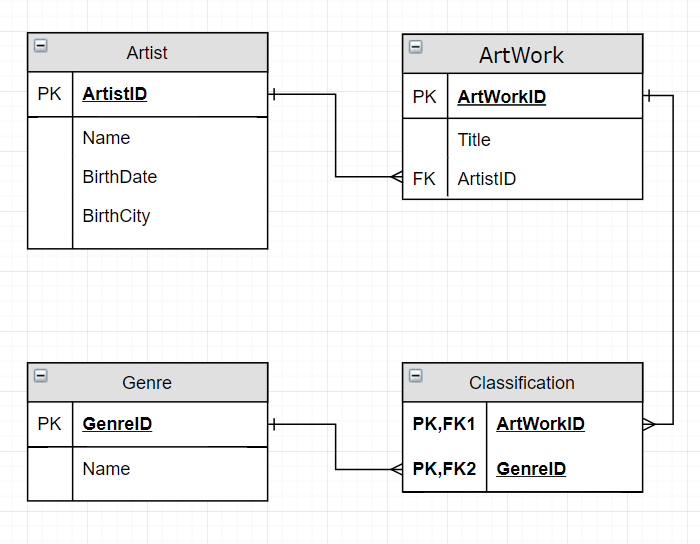 Artist
PK ArtistID
Name
BirthDate
BirthCity
ArtWork
PK ArtWorkID
Title
FK ArtistID
Genre
PK GenreID
Name
Classification
PK,FK1 ArtWorkID
PK,FK2 GenreID